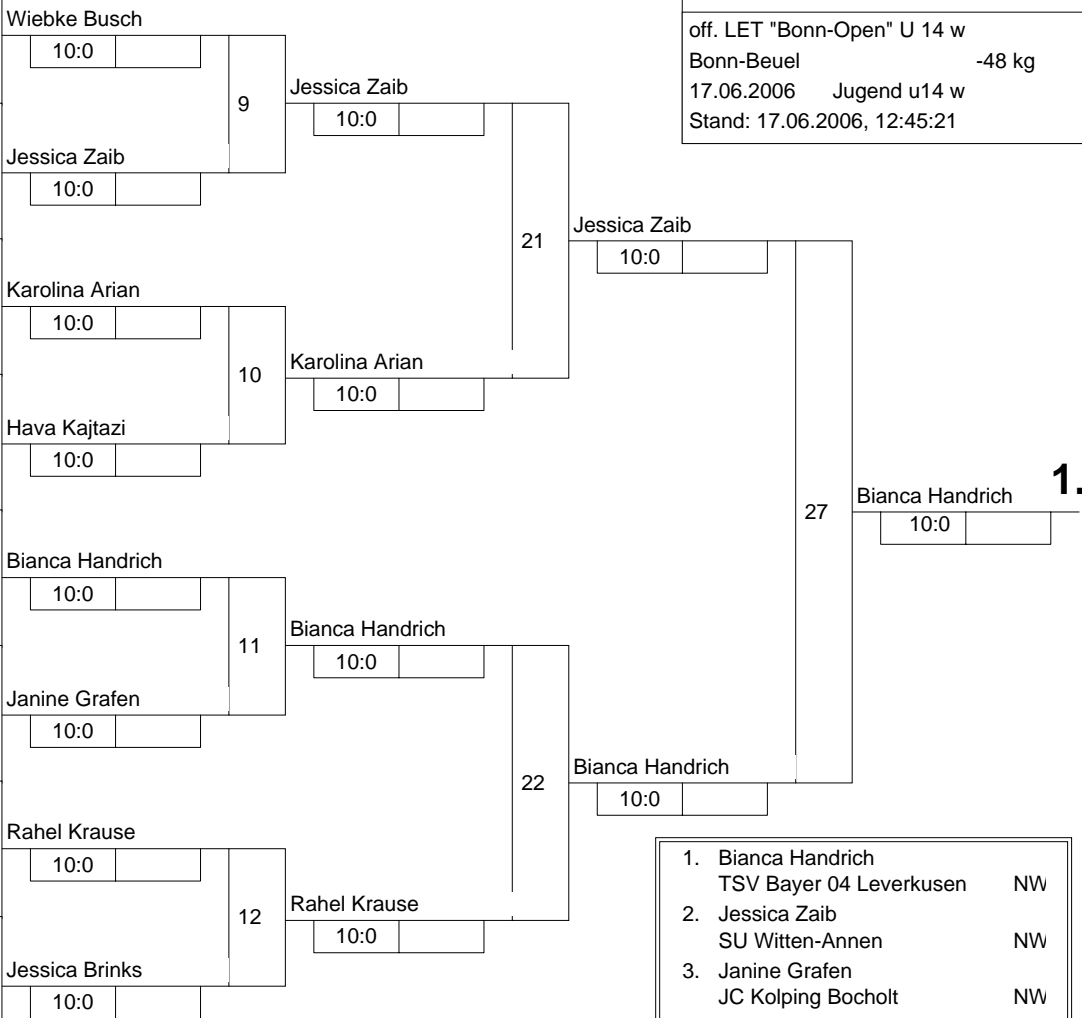 Wiebke Busch
10:0
9
Jessica Zaib
10:0
Jessica Zaib
10:0
off. LET "Bonn-Open" U 14 w
Bonn-Beuel -48 kg
17.06.2006 Jugend u14 w
Stand: 17.06.2006, 12:45:21
21
Jessica Zaib
10:0
Karolina Arian
10:0
10
Karolina Arian
10:0
Hava Kajtazi
10:0
27
Bianca Handrich 1.
10:0
Bianca Handrich
10:0
11
Bianca Handrich
10:0
Janine Grafen
10:0
22
Bianca Handrich
10:0
Rahel Krause
10:0
12
Rahel Krause
10:0
Jessica Brinks
10:0
1. Bianca Handrich
TSV Bayer 04 Leverkusen NW
2. Jessica Zaib
SU Witten-Annen NW
3. Janine Grafen
JC Kolping Bocholt NW